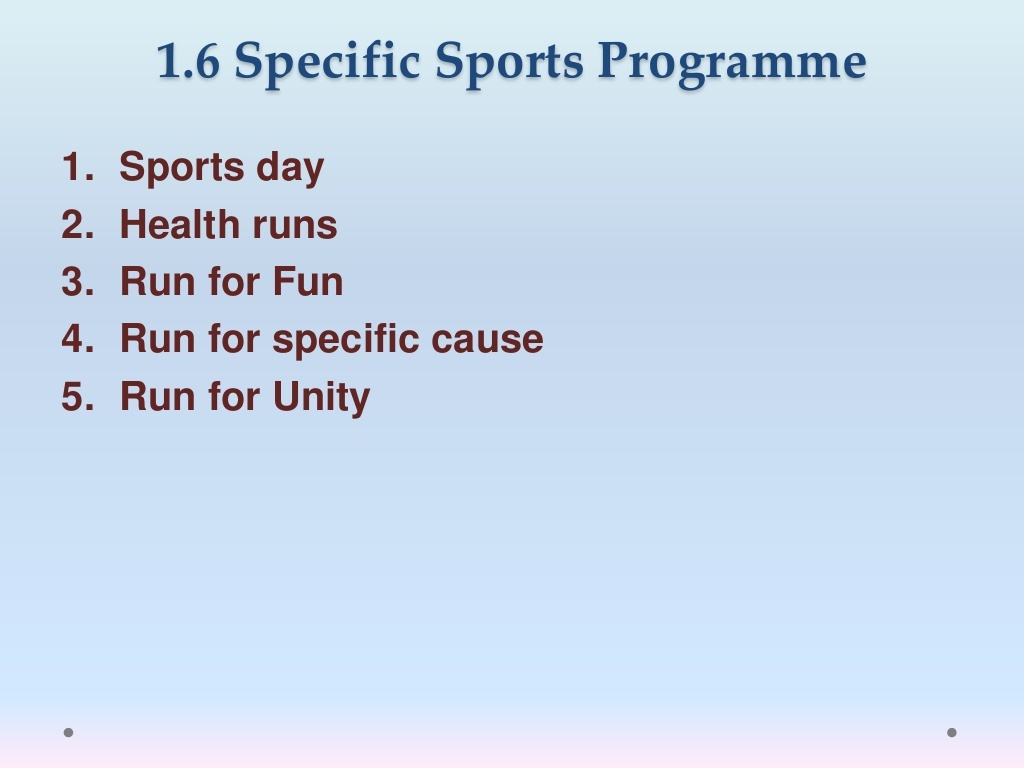 1.6 Specific Sports Programme
1. Sports day
2. Health runs
3. Run for Fun
4. Run for specific cause
5. Run for Unity